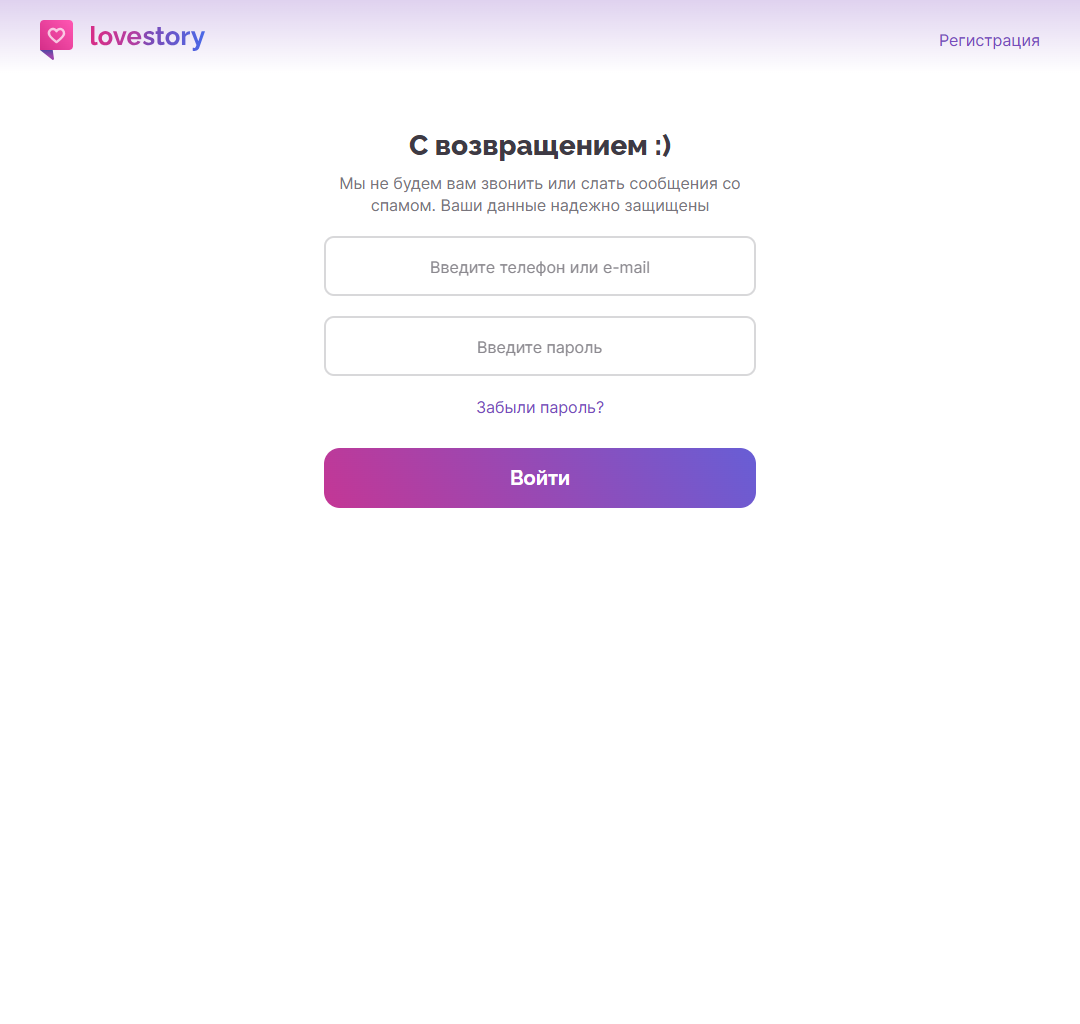 lovestory
Регистрация
С возвращением :)
Мы не будем вам звонить или слать сообщения со
спамом. Ваши данные надежно защищены
Введите телефон или e-mail
Введите пароль
Забыли пароль?
Войти